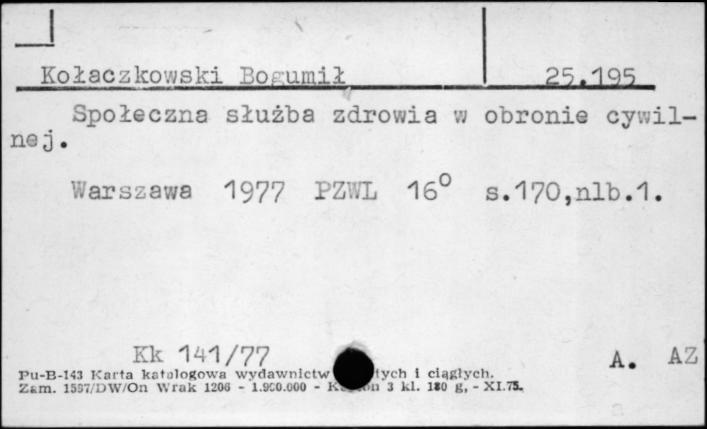 Kołaczkowski Bogumił 25.195
Społeczna służba zdrowia w obronie cywil-
nej.
Warszawa 1977 PZWL 16° s.170,nlb.1.
Kk 141/77 A. AZ
Pu-B-143 Karta katalogowa wydawnictw i ciągłych.
Zam. 1597/DW/On Wrak 1206 - 1.900.000 - 3 kl. 180 g, - XI.75.